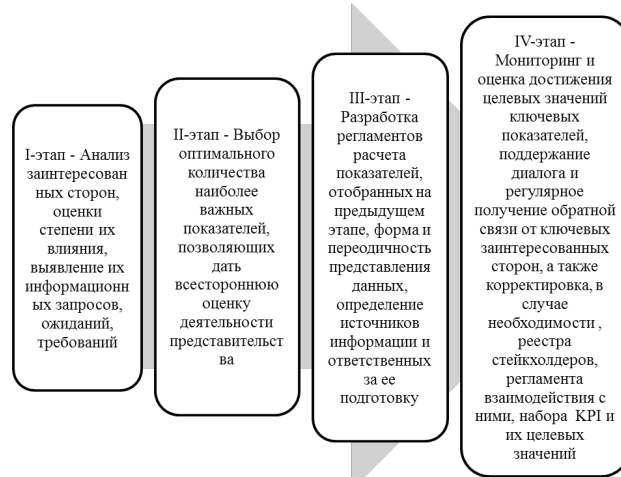 I-этап - Анализ
заинтересован
ных сторон,
оценки
степени их
влияния,
выявление их
информационн
ых запросов,
ожиданий,
требований
II-этап - Выбор
оптимального
количества
наиболее
важных
показателей,
позволяющих
дать
всестороннюю
оценку
деятельности
представительст
ва
III-этап -
Разработка
регламентов
расчета
показателей,
отобранных на
предыдущем
этапе, форма и
переодичность
представления
данных,
определение
источников
информации и
ответственных
за ее
подготовку
IV-этап -
Мониторинг и
оценка достижения
целевых значений
ключевых
показателей,
поддержание
диалога и
регулярное
получение обратной
связи от ключевых
заинтересованных
сторон, а также
корректировка, в
случае
необходимости ,
реестра
стейкхолдеров,
регламента
взаимодействия с
ними, набора KPI и
их целевых
значений